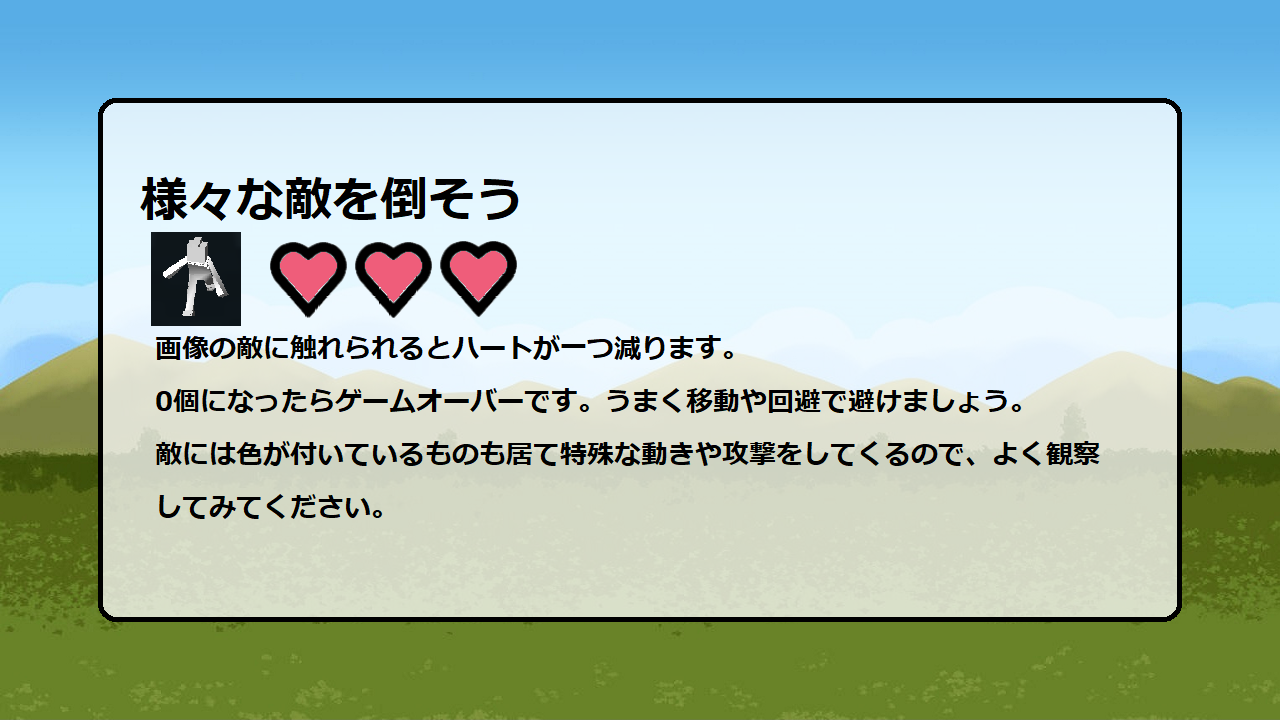 様々な敵を倒そう
画像の敵に触れられるとハートが一つ減ります。
0個になったらゲームオーバーです。うまく移動や回避で避けましょう。
敵には色が付いているものも居て特殊な動きや攻撃をしてくるので、よく観察
してみてください。